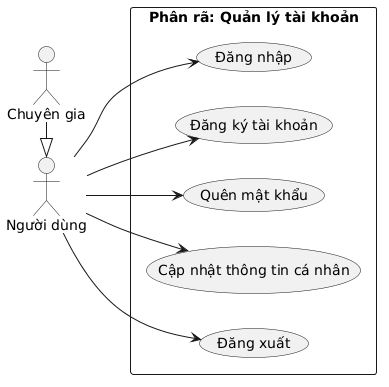 Phân rã: Quản lý tài khoản
Đăng nhập
Chuyên gia
Đăng ký tài khoản
Quên mật khẩu
Người dùng
Cập nhật thông tin cá nhân
Đăng xuất